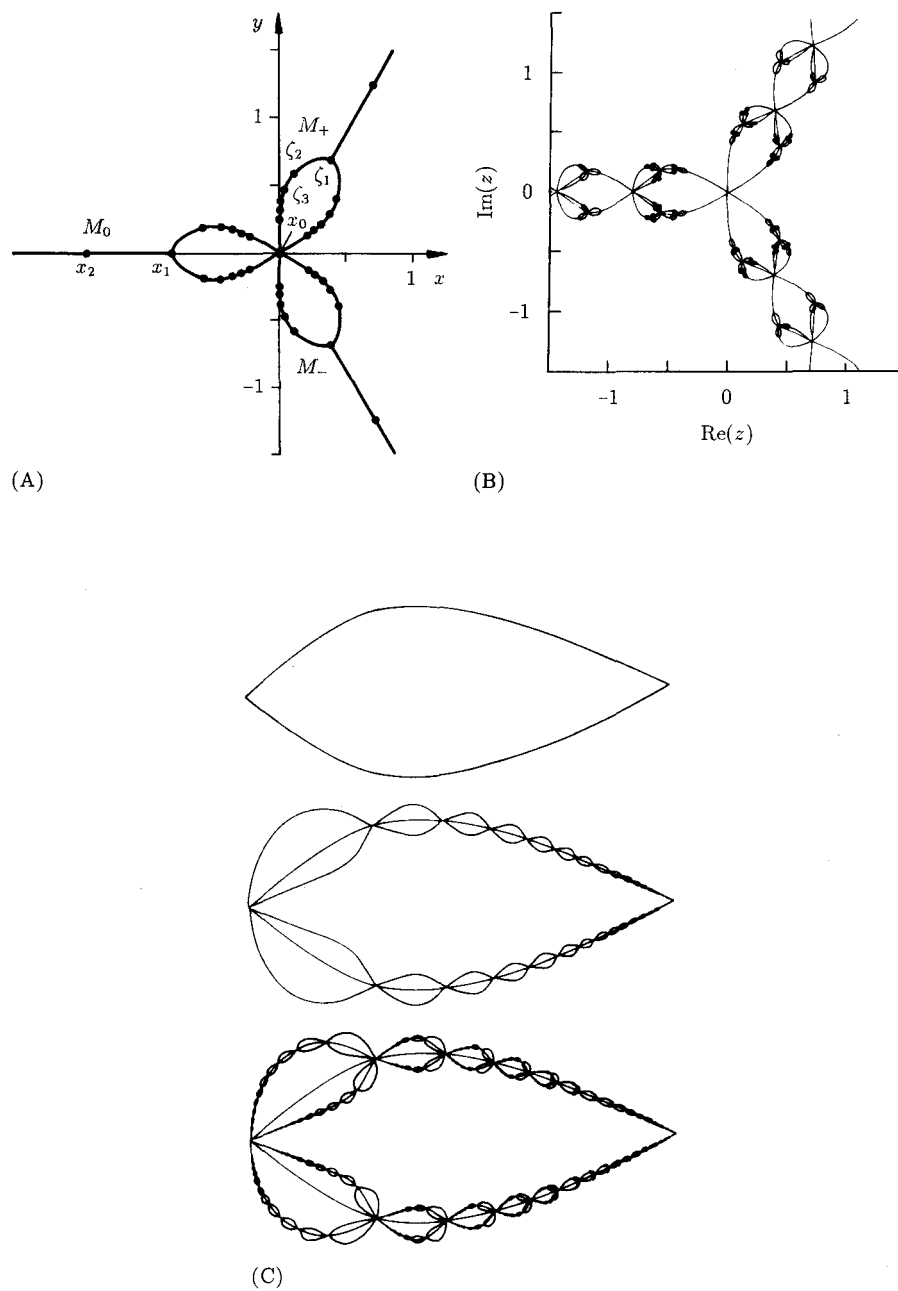 y
1
M₊
ζ₂
ζ₁
ζ₃
x₀
M₀
x₂
x₁
1
x
M₋
−1
(A)
1
0
−1
Im(z)
−1
0
1
Re(z)
(B)
(C)